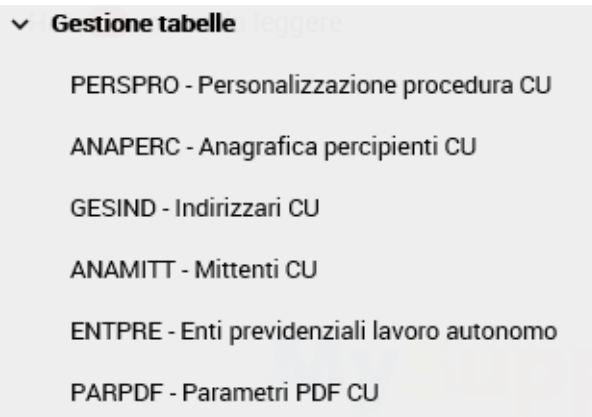 Gestione tabelle leggere
PERSPRO - Personalizzazione procedura CU
ANAPERC - Anagrafica percipienti CU
GESIND - Indirizzari CU
ANAMITT - Mittenti CU
ENTPRE - Enti previdenziali lavoro autonomo
PARPDF - Parametri PDF CU